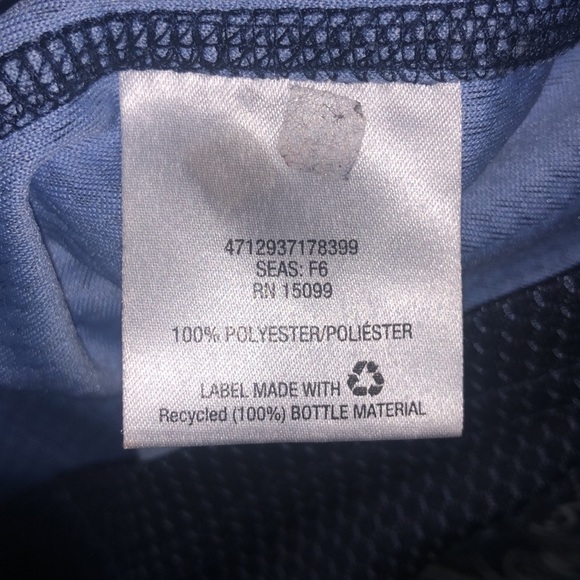 4712937178399
SEAS: F6
RN 15099
100% POLYESTER/POLIÉSTER
LABEL MADE WITH
Recycled (100%) BOTTLE MATERIAL